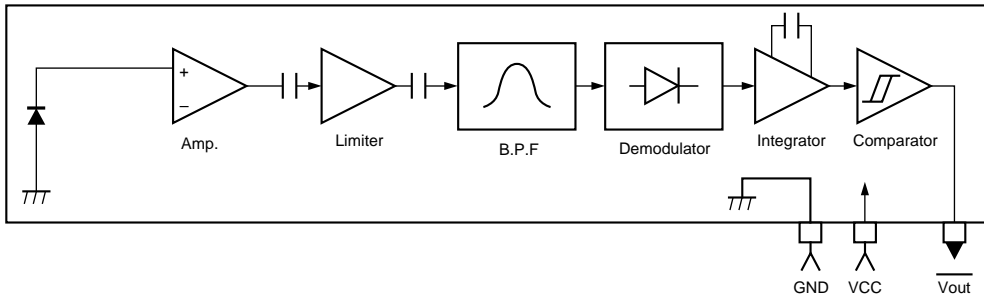 +
−
Amp.
Limiter
B.P.F
Demodulator
Integrator
Comparator
GND
VCC
Vout